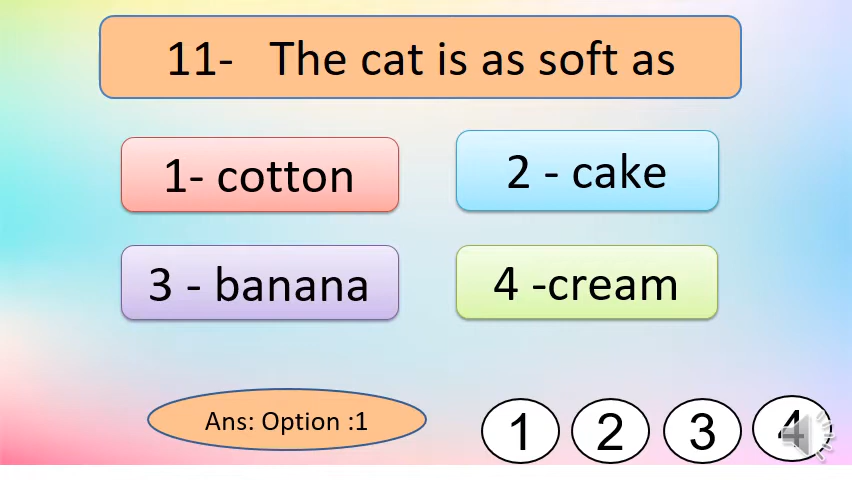 11-   The cat is as soft as
1- cotton
2 - cake
3 - banana
4 -cream
Ans: Option :1
1
2
3
4